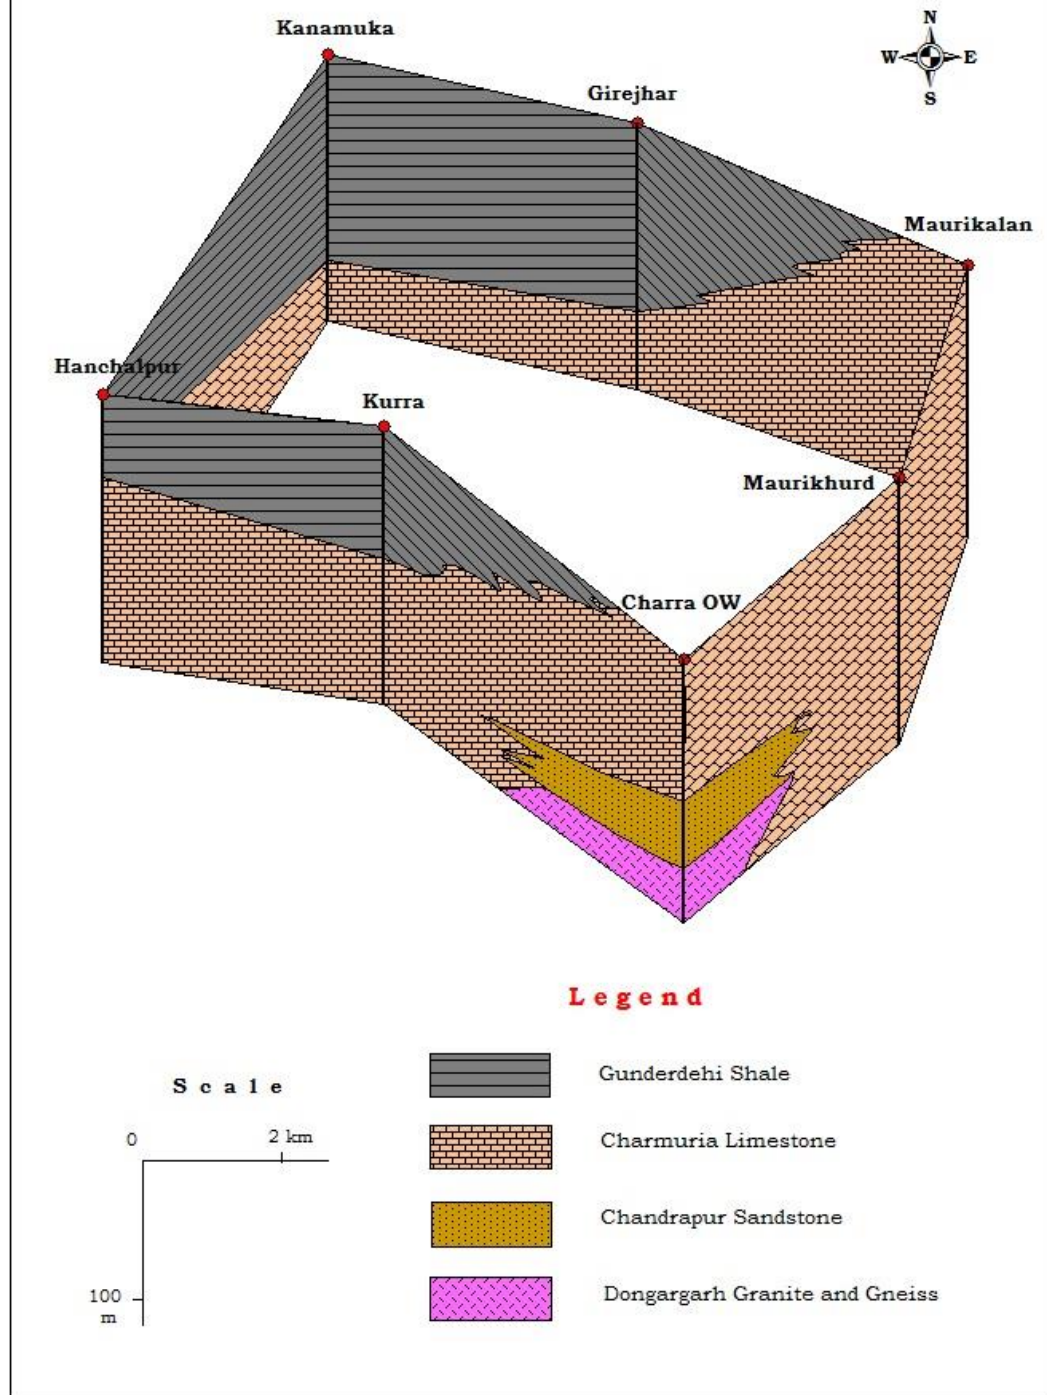 N
Kanamuka
W E
Girejhar
S
Maurikalan
Hanchalpur
Kurra
Maurikhurd
Charra OW
Legend
Gunderdehi Shale
Scale
0 2 km
Charmuria Limestone
Chandrapur Sandstone
100
m
Dongargarh Granite and Gneiss